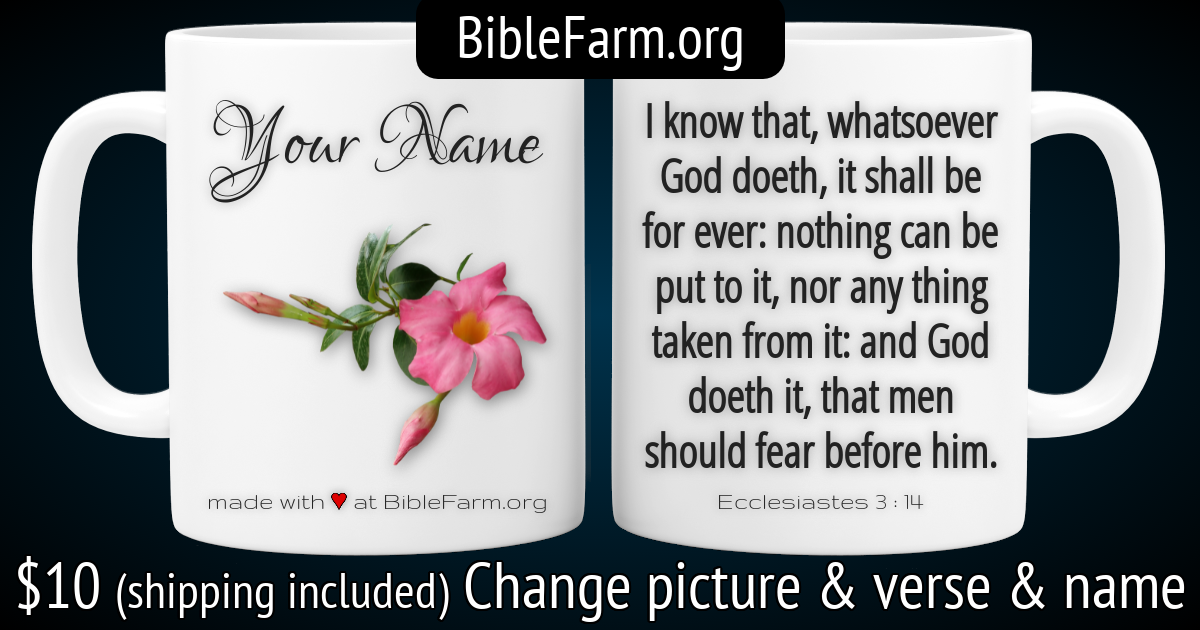 BibleFarm.org
Your Name
made with ♥ at BibleFarm.org
I know that, whatsoever
God doeth, it shall be
for ever: nothing can be
put to it, nor any thing
taken from it: and God
doeth it, that men
should fear before him.
Ecclesiastes 3 : 14
$10 (shipping included) Change picture & verse & name